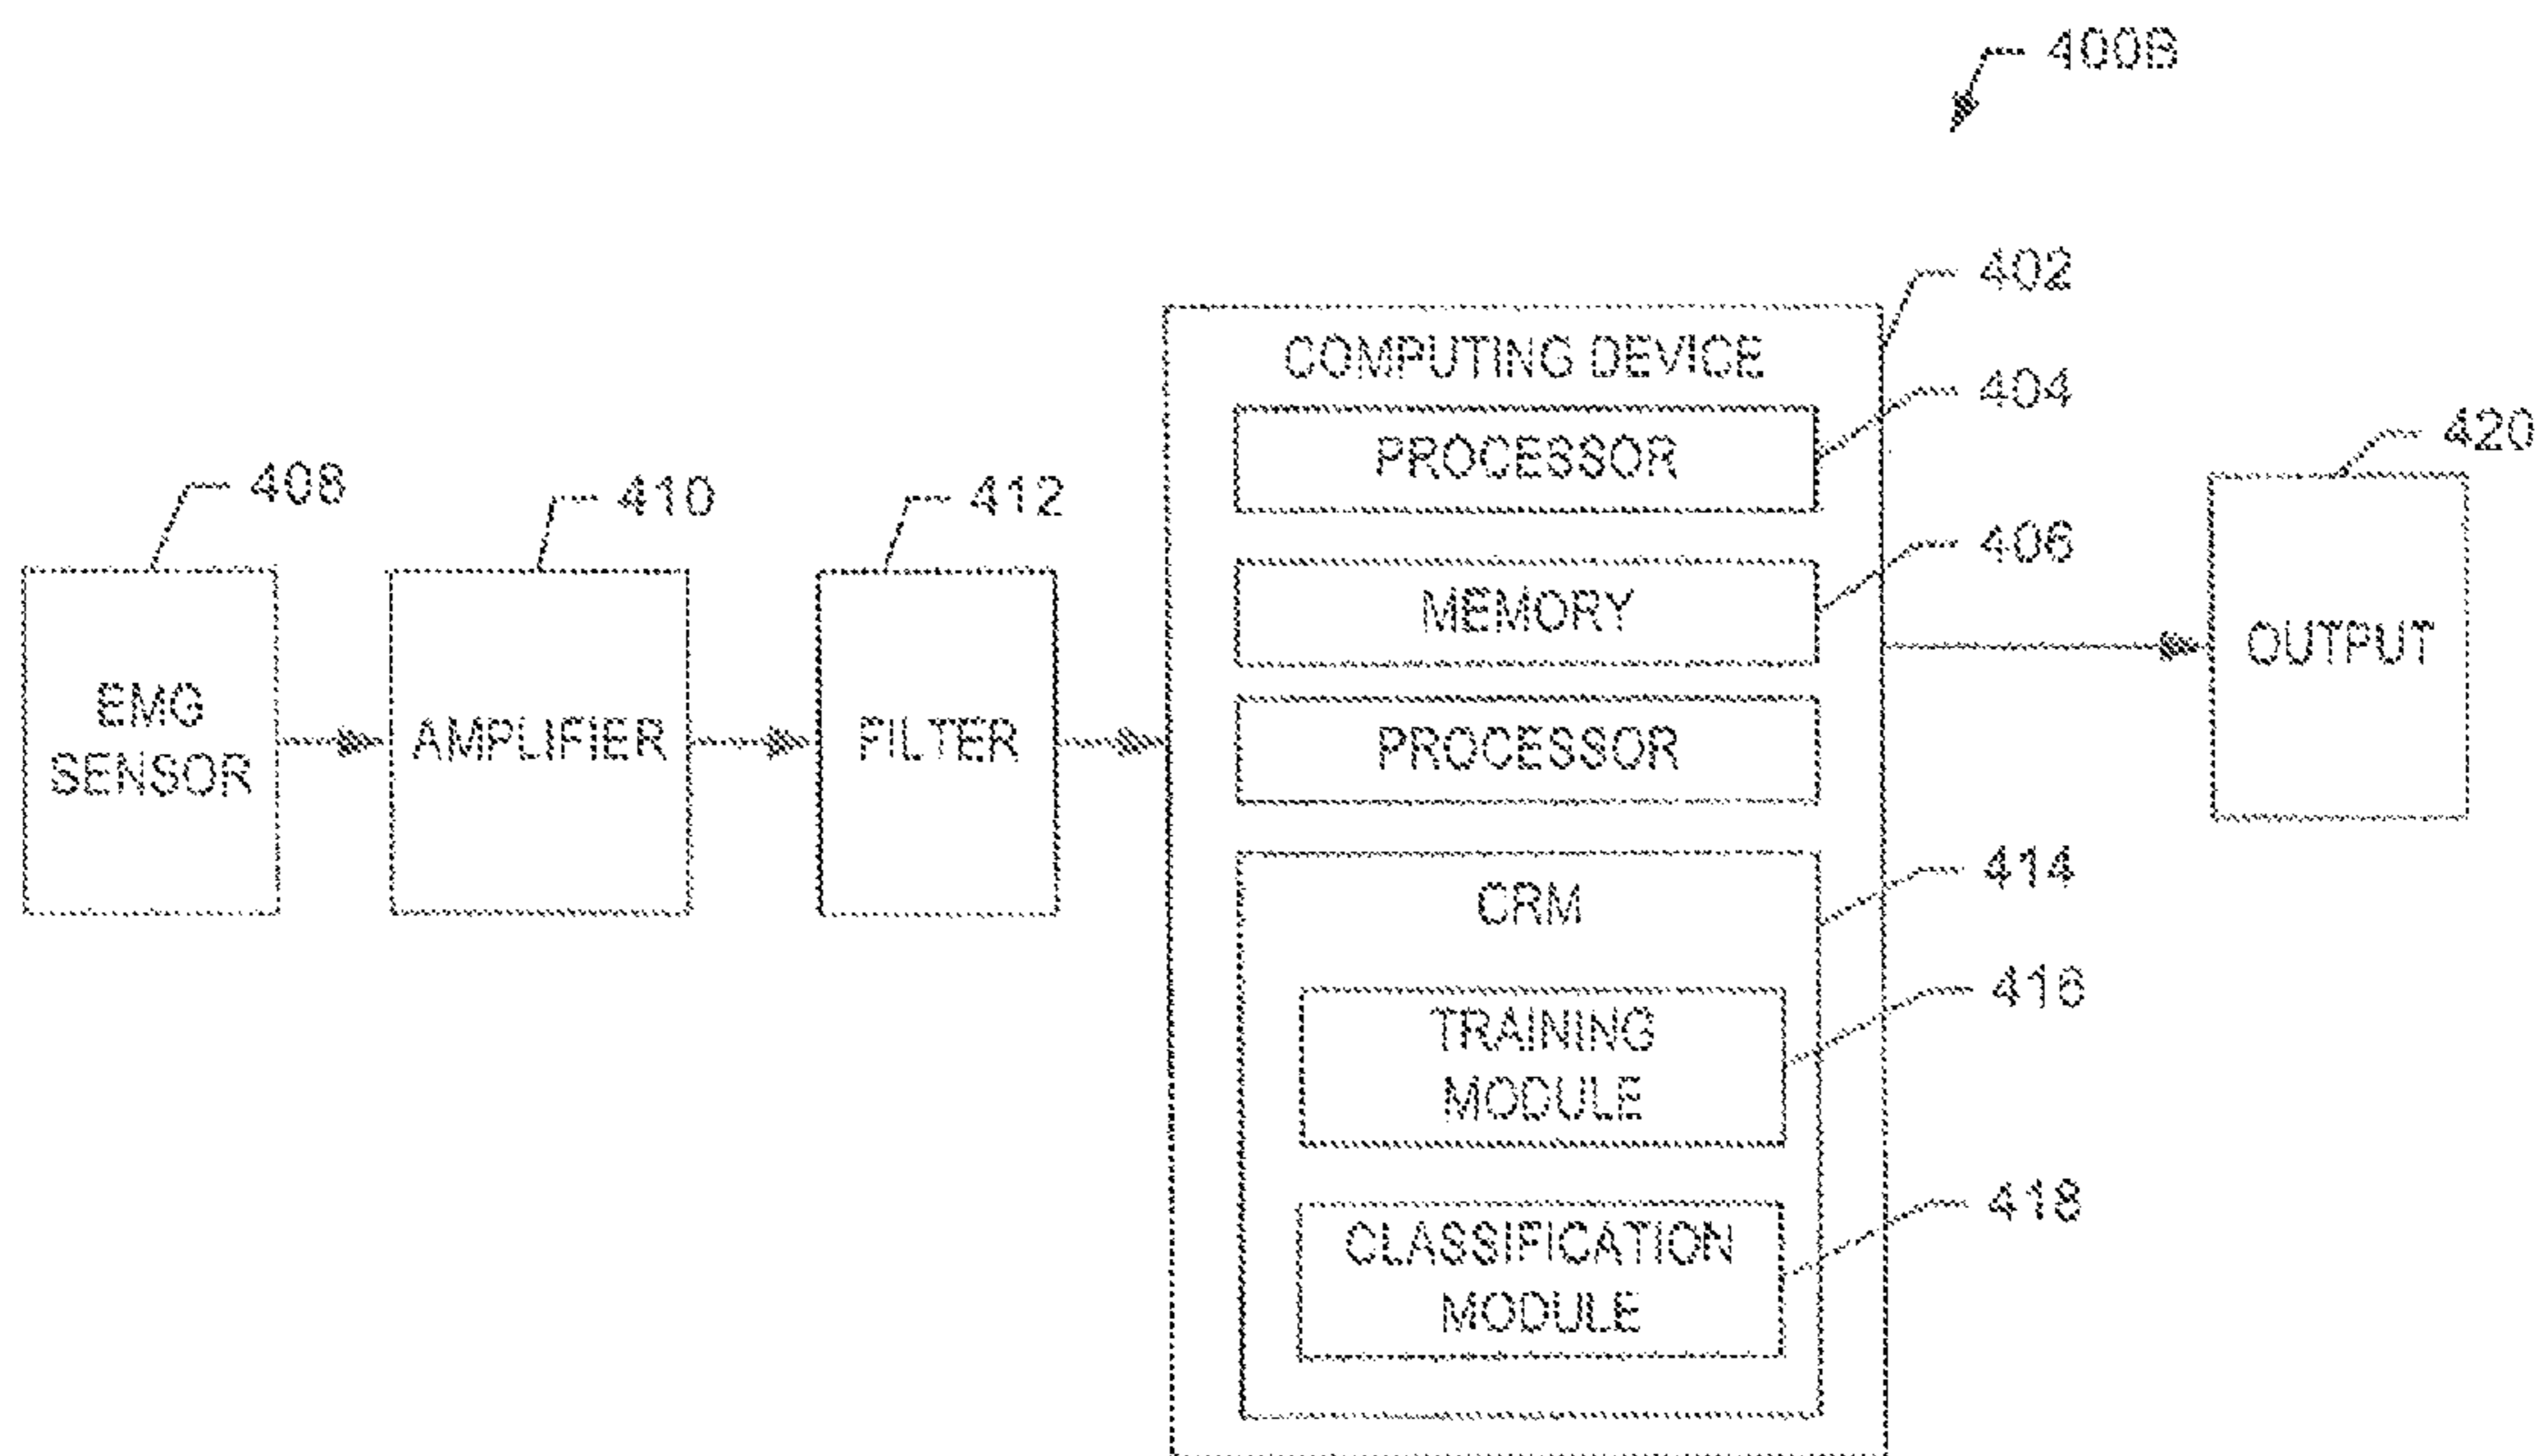 400B
402
COMPUTING DEVICE
404
PROCESSOR
420
408
410
412
406
MEMORY
OUTPUT
EMG
SENSOR
AMPLIFIER
FILTER
PROCESSOR
414
CRM
416
TRAINING
MODULE
418
CLASSIFICATION
MODULE